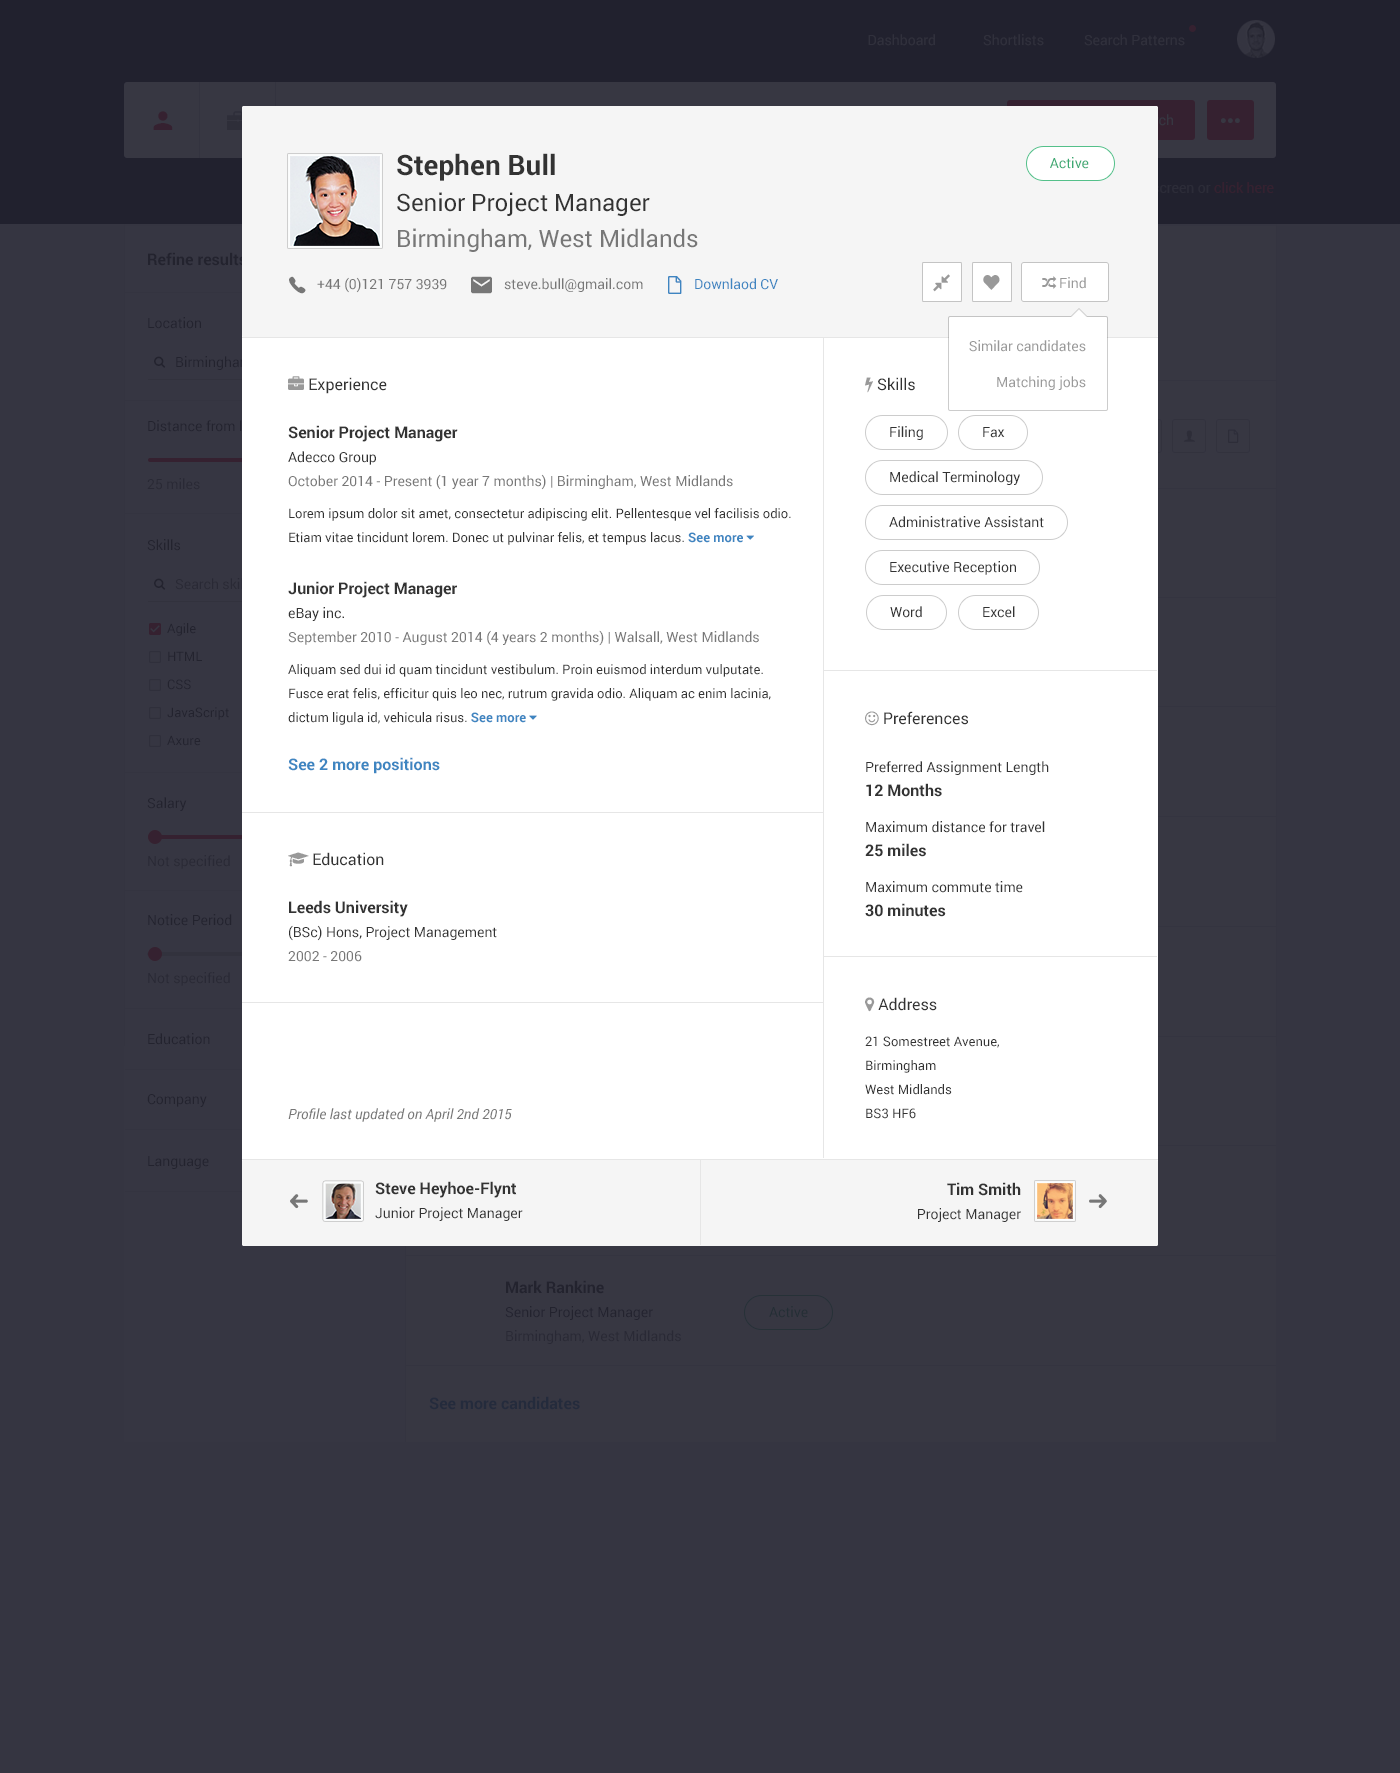 Dashboard
Shortlists
Search Patterns
click here
Refine results
Location
Distance from
25 miles
Skills
Agile
HTML
CSS
JavaScript
Axure
Salary
Not specified
Notice Period
Not specified
Education
Company
Language
Stephen Bull
Senior Project Manager
Birmingham, West Midlands
Active
+44 (0)121 757 3939
steve.bull@gmail.com
Downlaod CV
Find
Similar candidates
Matching jobs
Experience
Senior Project Manager
Adecco Group
October 2014 - Present (1 year 7 months) | Birmingham, West Midlands
Lorem ipsum dolor sit amet, consectetur adipiscing elit. Pellentesque vel facilisis odio.
Etiam vitae tincidunt lorem. Donec ut pulvinar felis, et tempus lacus. See more
Junior Project Manager
eBay inc.
September 2010 - August 2014 (4 years 2 months) | Walsall, West Midlands
Aliquam sed dui id quam tincidunt vestibulum. Proin euismod interdum vulputate.
Fusce erat felis, efficitur quis leo nec, rutrum gravida odio. Aliquam ac enim lacinia,
dictum ligula id, vehicula risus. See more
See 2 more positions
Education
Leeds University
(BSc) Hons, Project Management
2002 - 2006
Profile last updated on April 2nd 2015
Skills
Filing
Fax
Medical Terminology
Administrative Assistant
Executive Reception
Word
Excel
Preferences
Preferred Assignment Length
12 Months
Maximum distance for travel
25 miles
Maximum commute time
30 minutes
Address
21 Somestreet Avenue,
Birmingham
West Midlands
BS3 HF6
Steve Heyhoe-Flynt
Junior Project Manager
Tim Smith
Project Manager
Mark Rankine
Senior Project Manager
Birmingham, West Midlands
Active
See more candidates